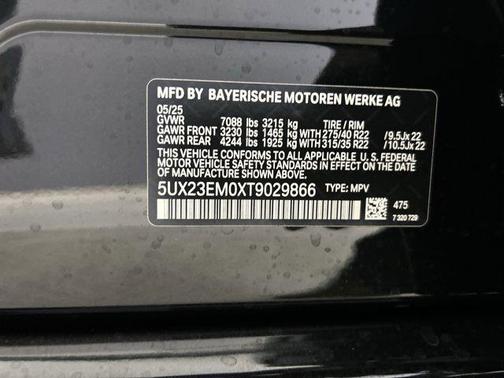 MFD BY BAYERISCHE MOTOREN WERKE AG
05/25
GVWR 7088 lbs 3215 kg TIRE / RIM
GAWR FRONT 3230 lbs 1465 kg 275/40 R22 /9.5Jx22
GAWR REAR 4244 lbs 1925 kg 315/35 R22 /10.5Jx22
THIS VEHICLE CONFORMS TO ALL APPLICABLE U. S. FEDERAL
MOTOR VEHICLE SAFETY STANDARDS IN EFFECT ON THE
DATE OF MANUFACTURE SHOWN ABOVE.
5UX23EM0XT9029866 TYPE: MPV
475
7 320 729